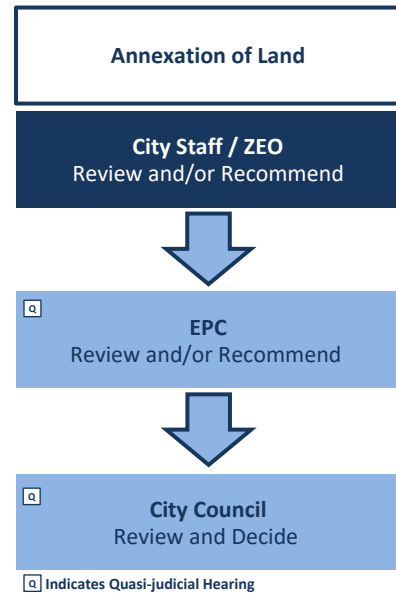 Annexation of Land
City Staff / ZEO
Review and/or Recommend
Q
EPC
Review and/or Recommend
Q
City Council
Review and Decide
Q Indicates Quasi-judicial Hearing